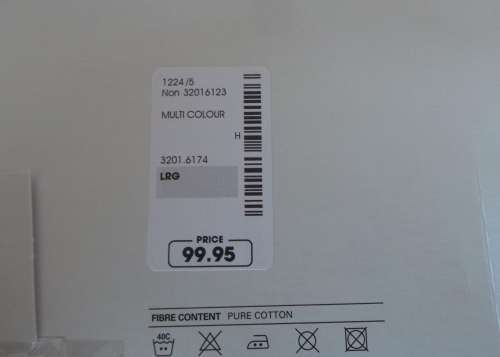 1224/5
Non 32016123
MULTI COLOUR
H
3201.6174
LRG
PRICE
99.95
FIBRE CONTENT PURE COTTON
40C